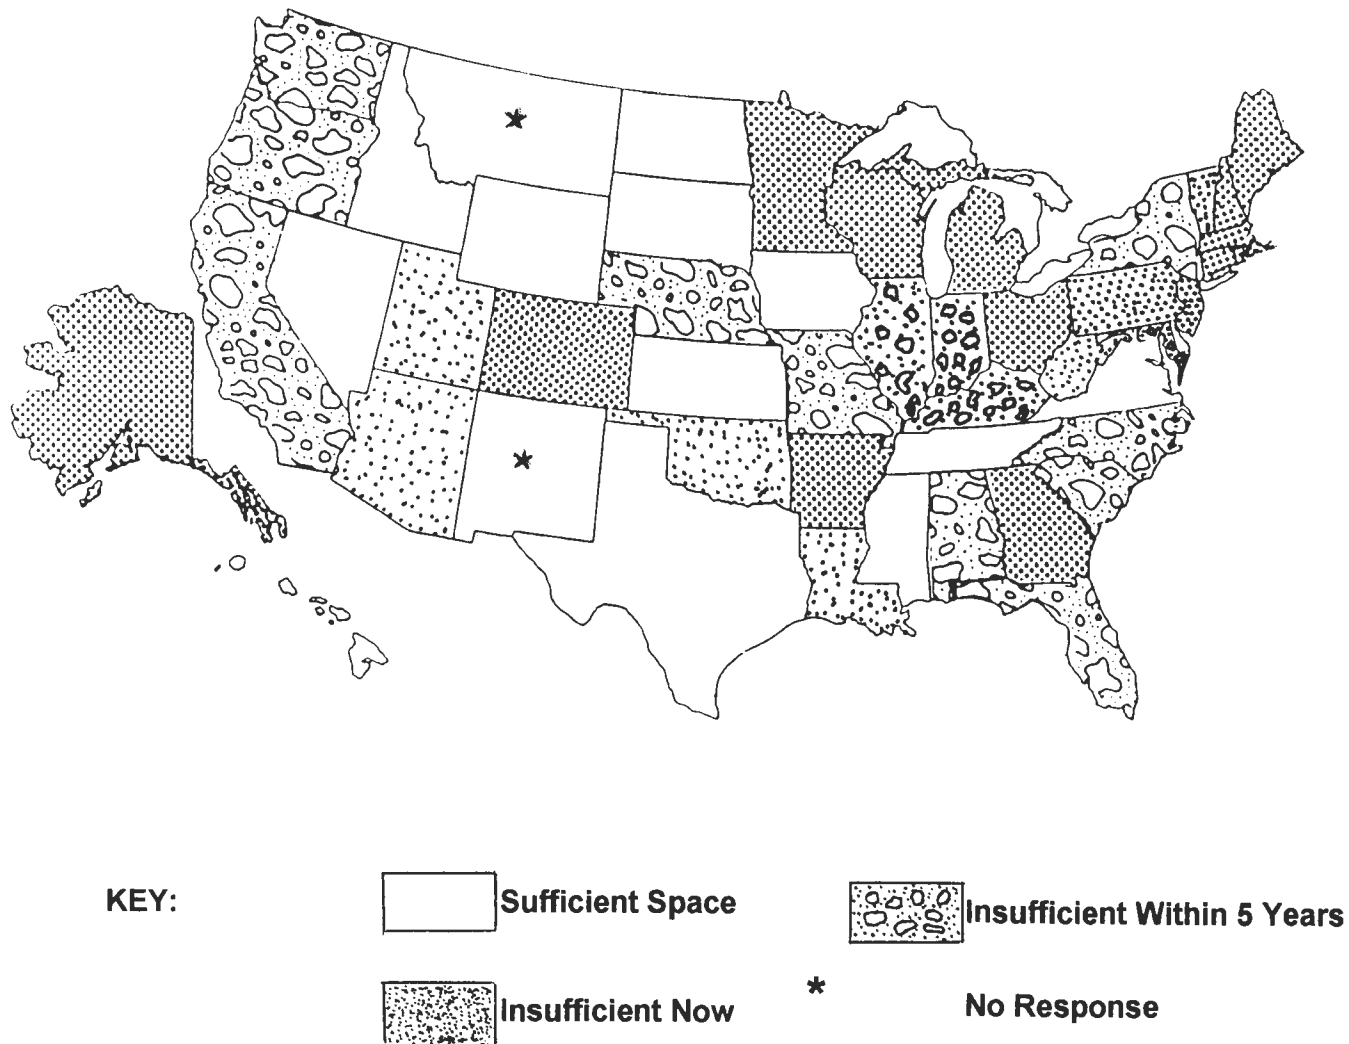 KEY:
Sufficient Space
Insufficient Within 5 Years
Insufficient Now
* No Response